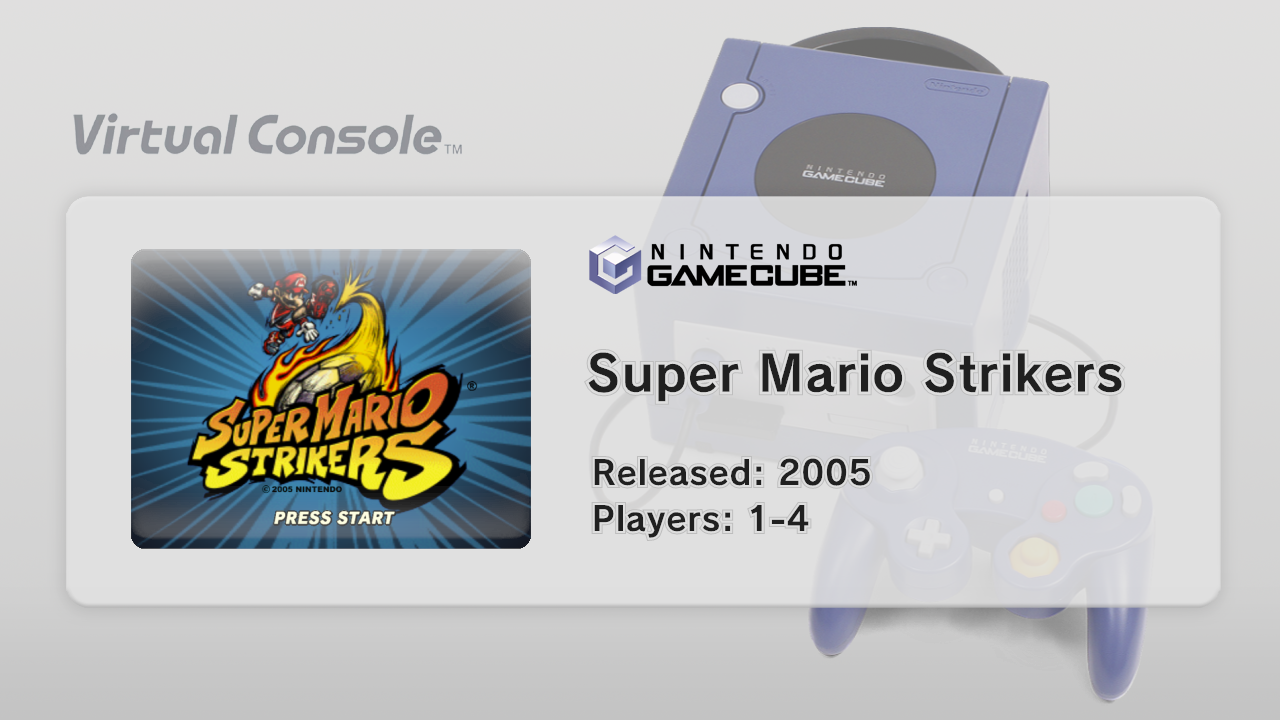 Nintendo
NINTENDO
GAMECUBE
Virtual Console™
NINTENDO
GAMECUBE™
SUPER MARIO
STRIKERS®
© 2005 NINTENDO
PRESS START
Super Mario Strikers
Released: 2005
Players: 1-4
NINTENDO
GAMECUBE